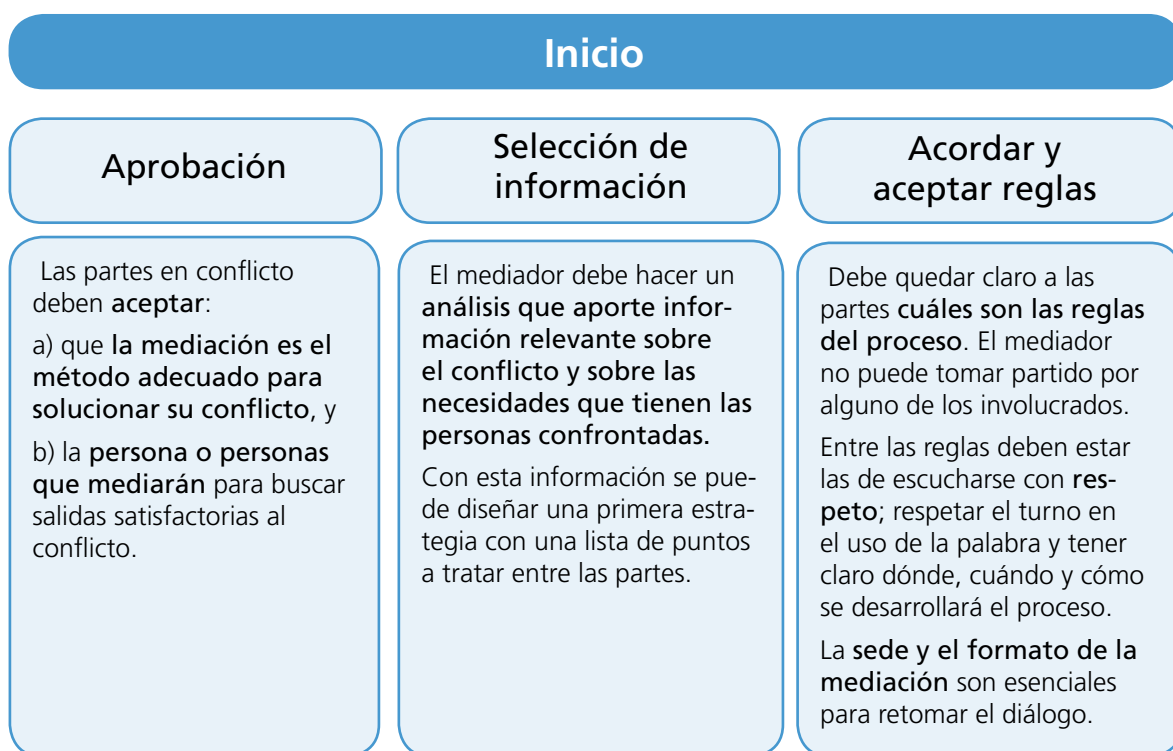 Inicio
Aprobación
Selección de
información
Acordar y
aceptar reglas
Las partes en conflicto
deben aceptar:
a) que la mediación es el
método adecuado para
solucionar su conflicto, y
b) la persona o personas
que mediarán para buscar
salidas satisfactorias al
conflicto.
El mediador debe hacer un
análisis que aporte infor-
mación relevante sobre
el conflicto y sobre las
necesidades que tienen las
personas confrontadas.
Con esta información se pue-
de diseñar una primera estra-
tegia con una lista de puntos
a tratar entre las partes.
Debe quedar claro a las
partes cuáles son las reglas
del proceso. El mediador
no puede tomar partido por
alguno de los involucrados.
Entre las reglas deben estar
las de escucharse con res-
peto; respetar el turno en
el uso de la palabra y tener
claro dónde, cuándo y cómo
se desarrollará el proceso.
La sede y el formato de la
mediación son esenciales
para retomar el diálogo.